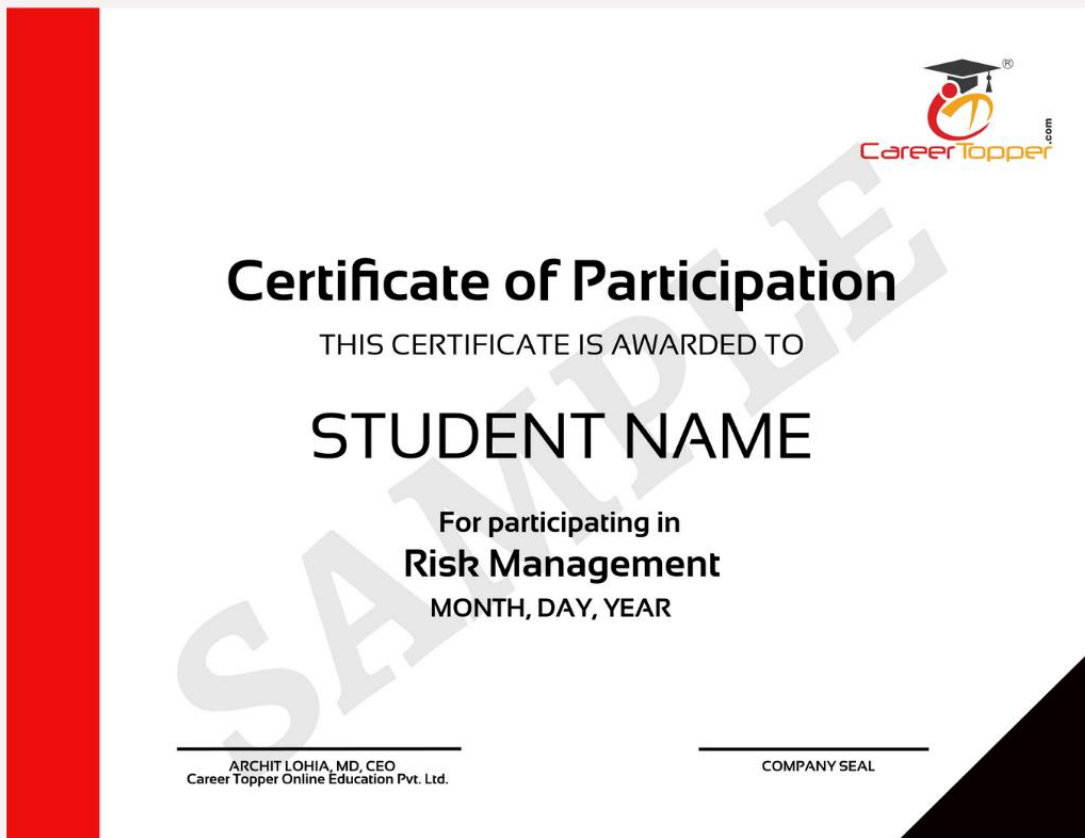 ®
CareerTopper.com
Certificate of Participation
THIS CERTIFICATE IS AWARDED TO
STUDENT NAME
For participating in
Risk Management
MONTH, DAY, YEAR
SAMPLE
ARCHIT LOHIA, MD, CEO
Career Topper Online Education Pvt. Ltd.
COMPANY SEAL